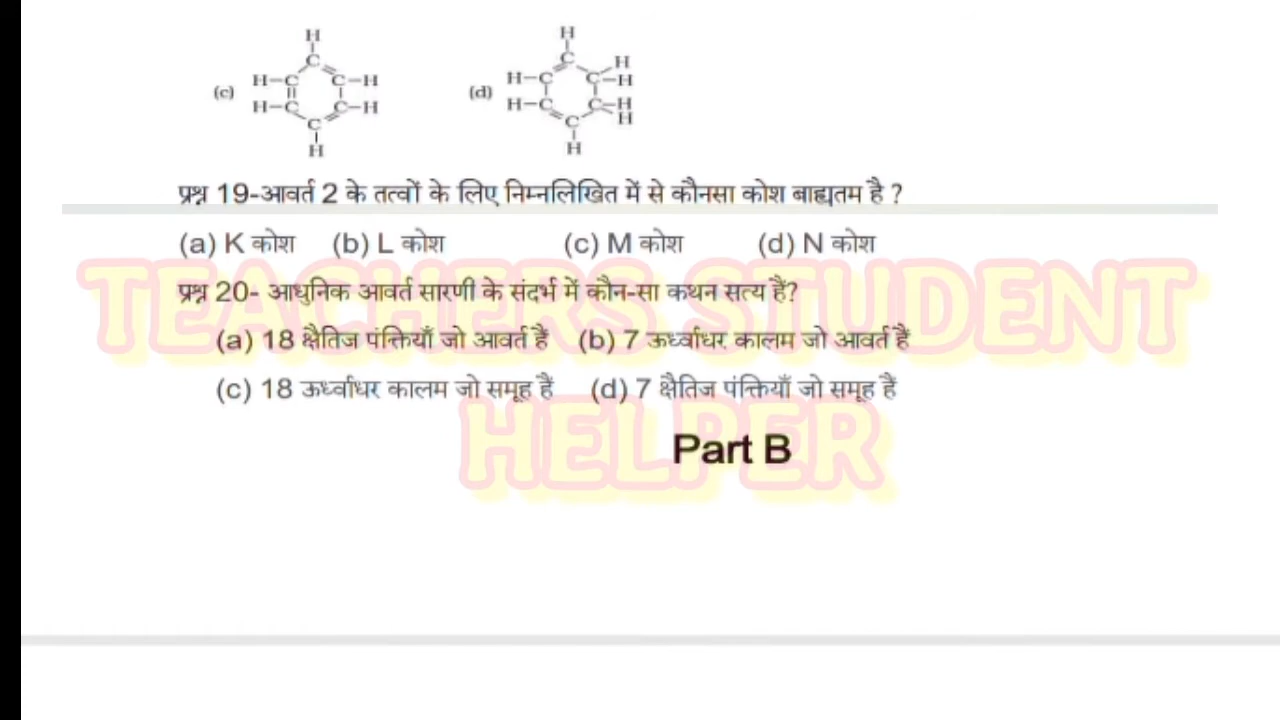 H H
C C H
H-C C-H H-C C-H
(c) (d)
H-C C-H H-C C-H
C C H
H H
प्रश्न 19-आवर्त 2 के तत्वों के लिए निम्नलिखित में से कौनसा कोश बाह्यतम है ?
(a) K कोश (b) L कोश (c) M कोश (d) N कोश
TEACHERS STUDENT
प्रश्न 20- आधुनिक आवर्त सारणी के संदर्भ में कौन-सा कथन सत्य हैं?
(a) 18 क्षैतिज पंक्तियाँ जो आवर्त हैं (b) 7 ऊर्ध्वाधर कालम जो आवर्त हैं
(c) 18 ऊर्ध्वाधर कालम जो समूह हैं (d) 7 क्षैतिज पंक्तियाँ जो समूह हैं
HELPER
Part B